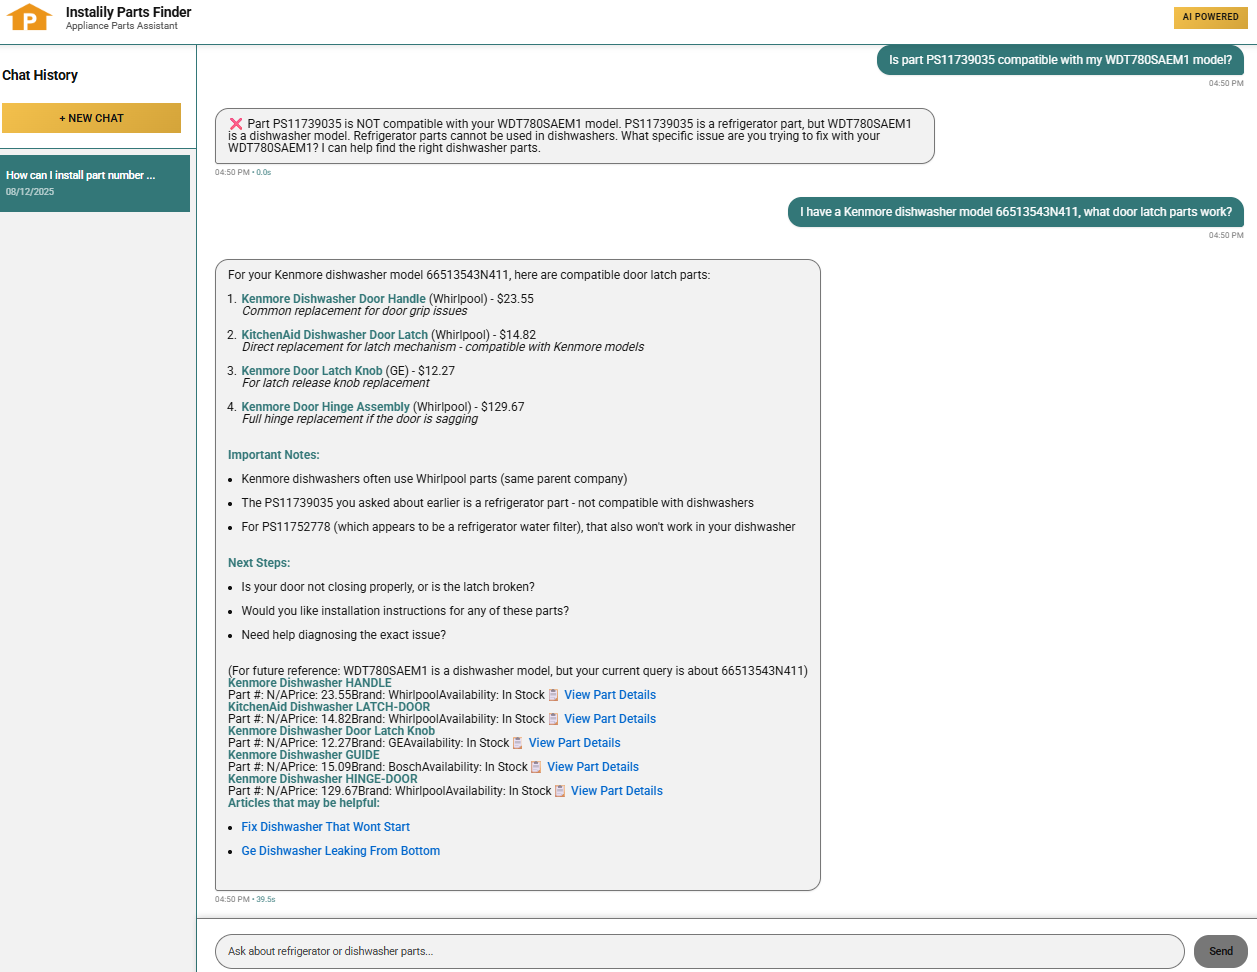 P
Instalily Parts Finder
Appliance Parts Assistant
AI POWERED
Chat History
+ NEW CHAT
How can I install part number ...
08/12/2025
Is part PS11739035 compatible with my WDT780SAEM1 model?
04:50 PM
❌ Part PS11739035 is NOT compatible with your WDT780SAEM1 model. PS11739035 is a refrigerator part, but WDT780SAEM1
is a dishwasher model. Refrigerator parts cannot be used in dishwashers. What specific issue are you trying to fix with your
WDT780SAEM1? I can help find the right dishwasher parts.
04:50 PM • 0.0s
I have a Kenmore dishwasher model 66513543N411, what door latch parts work?
04:50 PM
For your Kenmore dishwasher model 66513543N411, here are compatible door latch parts:
1. Kenmore Dishwasher Door Handle (Whirlpool) - $23.55
Common replacement for door grip issues
2. KitchenAid Dishwasher Door Latch (Whirlpool) - $14.82
Direct replacement for latch mechanism - compatible with Kenmore models
3. Kenmore Door Latch Knob (GE) - $12.27
For latch release knob replacement
4. Kenmore Door Hinge Assembly (Whirlpool) - $129.67
Full hinge replacement if the door is sagging
Important Notes:
• Kenmore dishwashers often use Whirlpool parts (same parent company)
• The PS11739035 you asked about earlier is a refrigerator part - not compatible with dishwashers
• For PS11752778 (which appears to be a refrigerator water filter), that also won't work in your dishwasher
Next Steps:
• Is your door not closing properly, or is the latch broken?
• Would you like installation instructions for any of these parts?
• Need help diagnosing the exact issue?
(For future reference: WDT780SAEM1 is a dishwasher model, but your current query is about 66513543N411)
Kenmore Dishwasher HANDLE
Part #: N/APrice: 23.55Brand: WhirlpoolAvailability: In Stock 📋 View Part Details
KitchenAid Dishwasher LATCH-DOOR
Part #: N/APrice: 14.82Brand: WhirlpoolAvailability: In Stock 📋 View Part Details
Kenmore Dishwasher Door Latch Knob
Part #: N/APrice: 12.27Brand: GEAvailability: In Stock 📋 View Part Details
Kenmore Dishwasher GUIDE
Part #: N/APrice: 15.09Brand: BoschAvailability: In Stock 📋 View Part Details
Kenmore Dishwasher HINGE-DOOR
Part #: N/APrice: 129.67Brand: WhirlpoolAvailability: In Stock 📋 View Part Details
Articles that may be helpful:
• Fix Dishwasher That Wont Start
• Ge Dishwasher Leaking From Bottom
04:50 PM • 39.5s
Ask about refrigerator or dishwasher parts...
Send